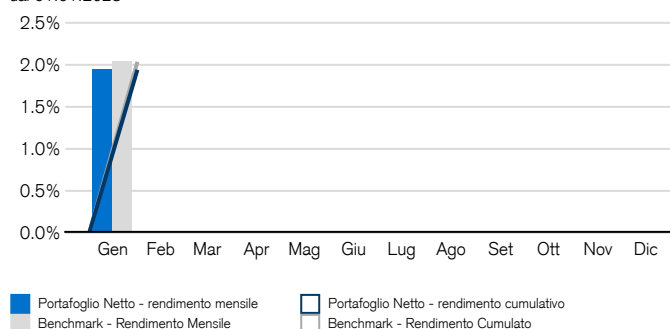 2.5%
2.0%
1.5%
1.0%
0.5%
0.0%
Gen Feb Mar Apr Mag Giu Lug Ago Set Ott Nov Dic
Portafoglio Netto - rendimento mensile Portafoglio Netto - rendimento cumulativo
Benchmark - Rendimento Mensile Benchmark - Rendimento Cumulato